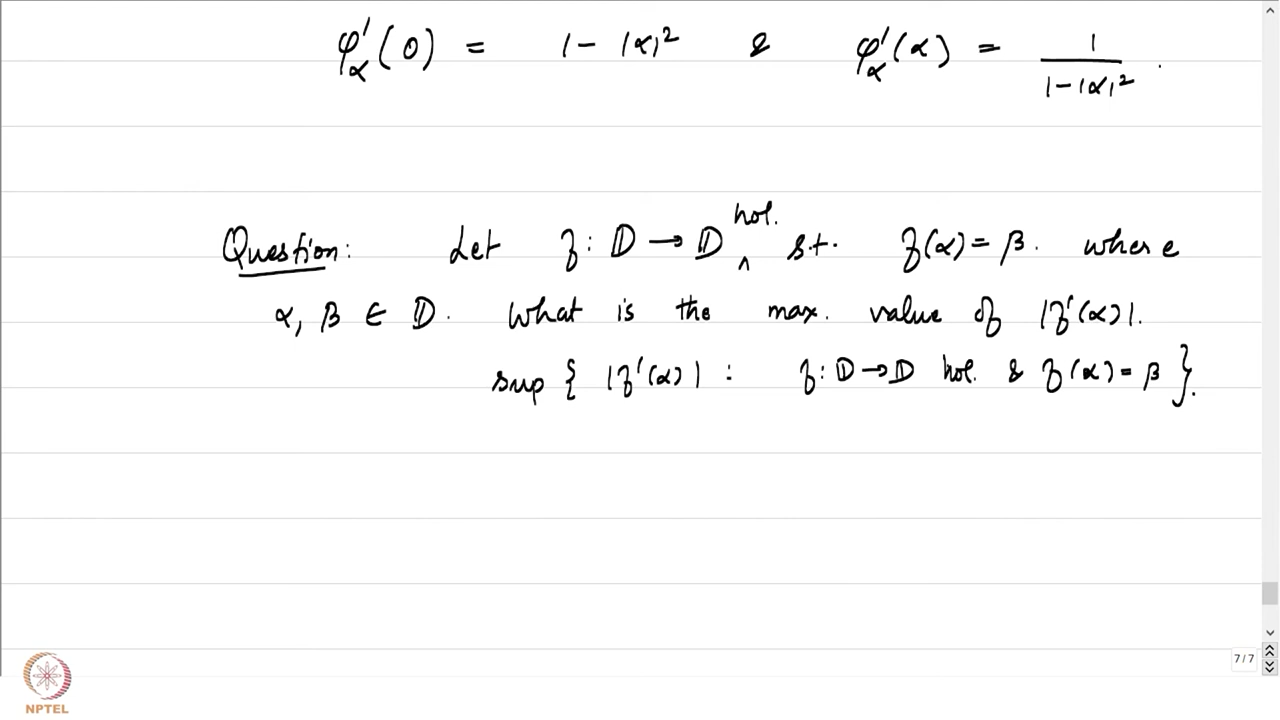 φ'_α(0) = 1 - |α|² & φ'_α(α) = 1/(1-|α|²).
Question: Let f: 𝔻 → 𝔻 ^hol. s.t. f(α) = β. where
α, β ∈ 𝔻. What is the max. value of |f'(α)|.
sup { |f'(α)| : f: 𝔻→𝔻 hol. & f(α) = β }.
7/7
NPTEL